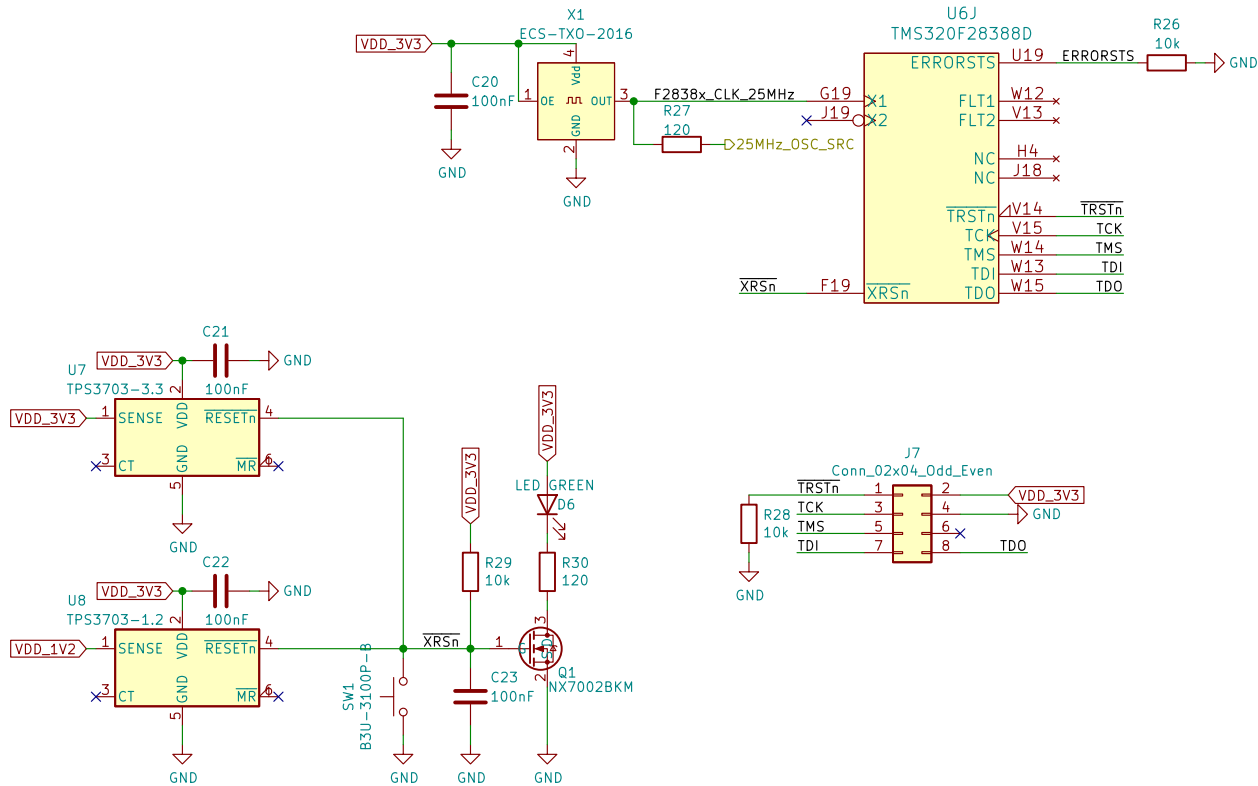 X1
ECS-TXO-2016
VDD_3V3
C20
100nF
GND
4
Vdd
1
OE
OUT
3
GND
2
GND
F2838x_CLK_25MHz
R27
120
25MHz_OSC_SRC
U6J
TMS320F28388D
G19
X1
J19
X2
F19
XRSn
XRSn
ERRORSTS
U19
ERRORSTS
R26
10k
GND
FLT1
W12
FLT2
V13
NC
H4
NC
J18
TRSTn
V14
TRSTn
TCK
V15
TCK
TMS
W14
TMS
TDI
W13
TDI
TDO
W15
TDO
C21
VDD_3V3
GND
U7
TPS3703-3.3
100nF
2
VDD_3V3
1
SENSE
VDD
RESETn
4
3
CT
GND
MR
6
5
GND
C22
VDD_3V3
GND
U8
TPS3703-1.2
100nF
2
VDD_1V2
1
SENSE
VDD
RESETn
4
3
CT
GND
MR
6
5
GND
SW1
B3U-3100P-B
GND
XRSn
VDD_3V3
R29
10k
C23
100nF
GND
VDD_3V3
LED GREEN
D6
R30
120
1
G
3
D
S
2
Q1
NX7002BKM
GND
J7
Conn_02x04_Odd_Even
TRSTn
1
2
VDD_3V3
TCK
3
4
GND
TMS
5
6
TDI
7
8
TDO
R28
10k
GND